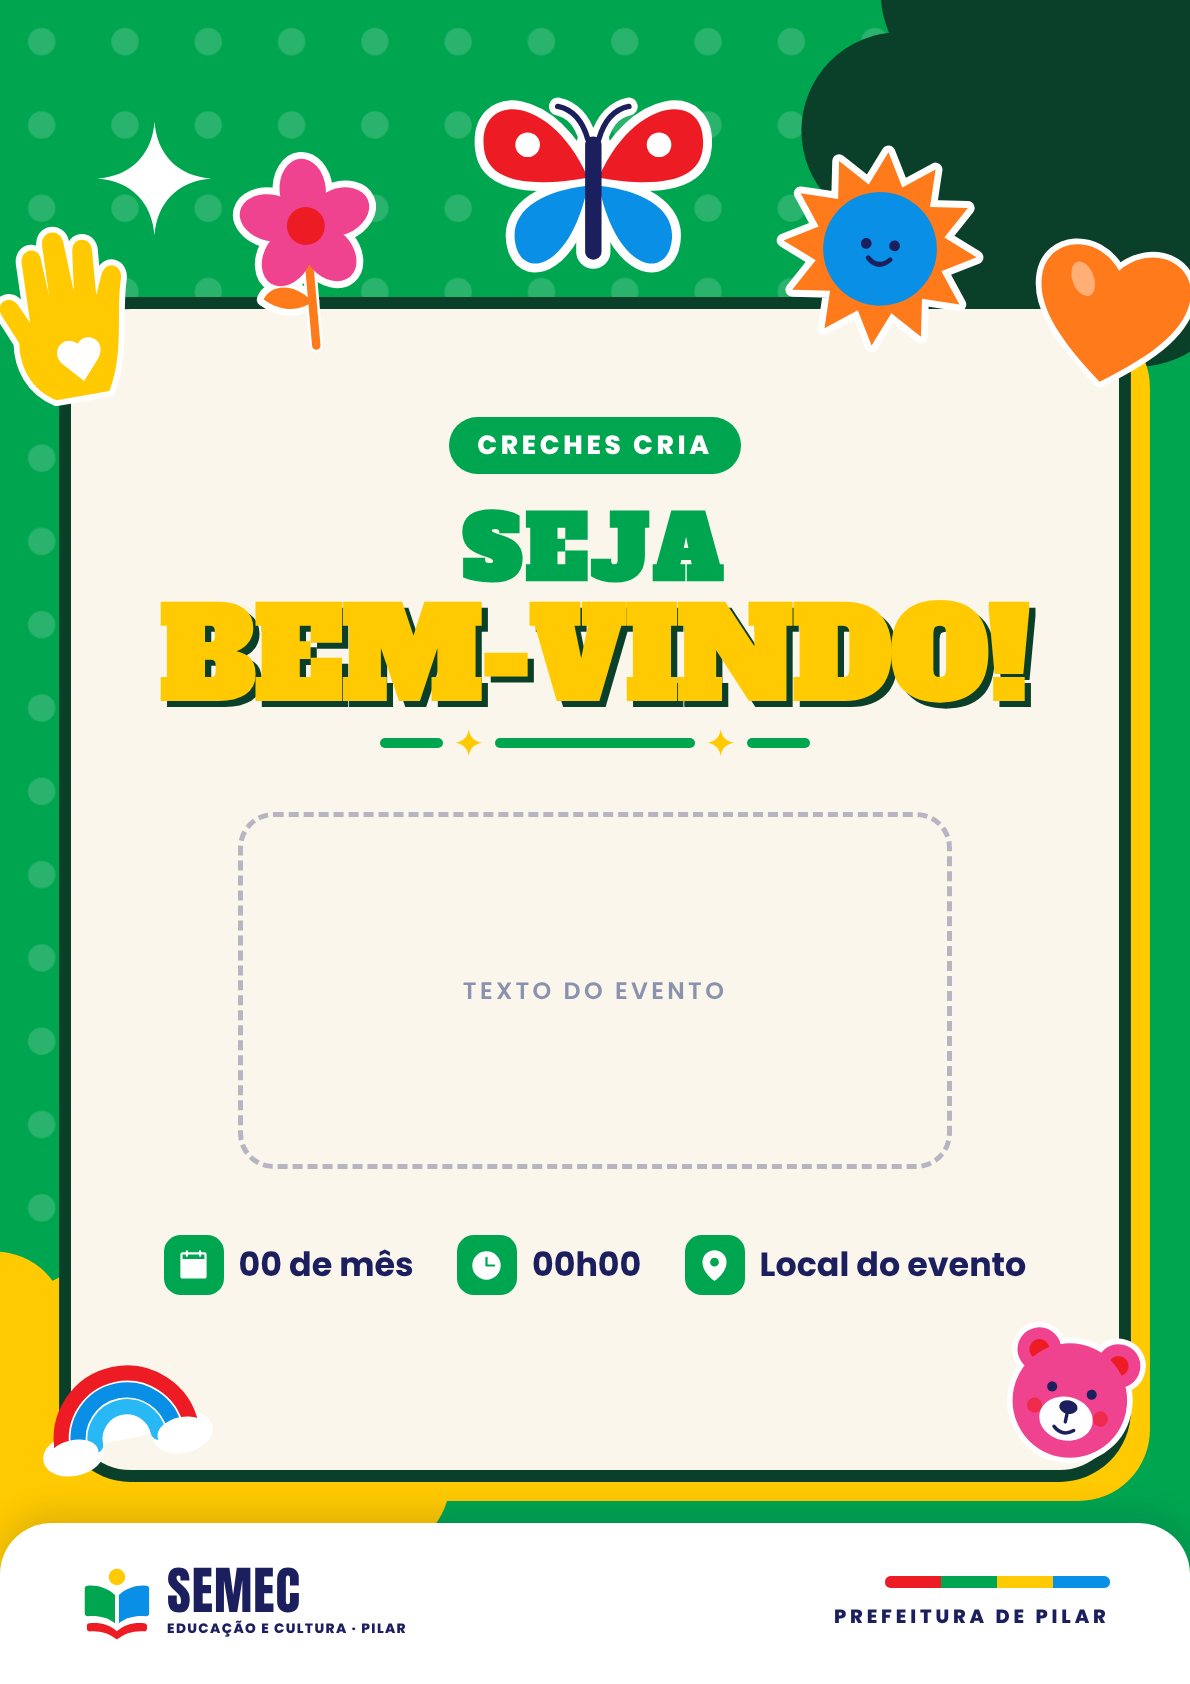 CRECHES CRIA
SEJA
BEM-VINDO!
TEXTO DO EVENTO
00 de mês
00h00
Local do evento
SEMEC
EDUCAÇÃO E CULTURA · PILAR
PREFEITURA DE PILAR